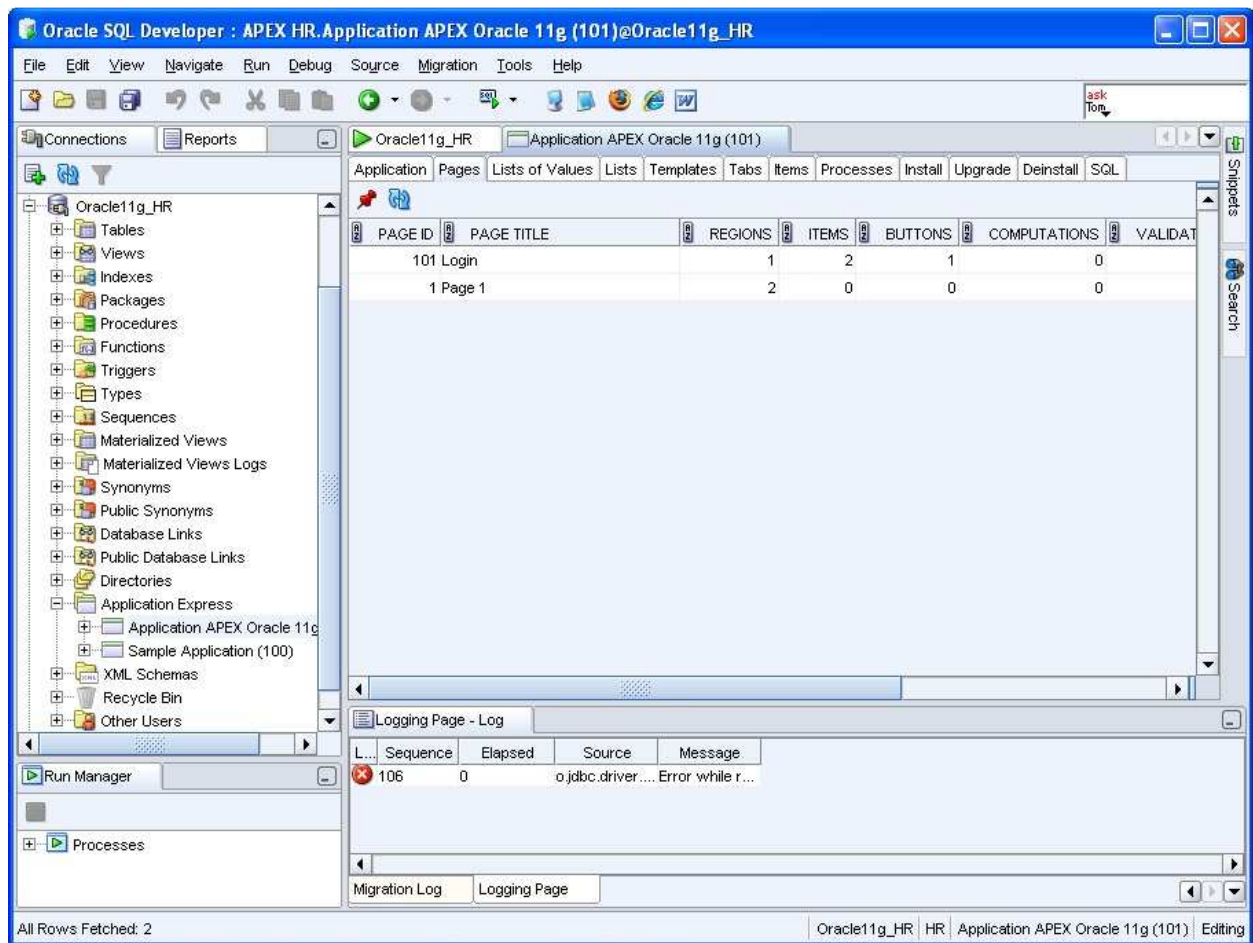 Oracle SQL Developer : APEX HR.Application APEX Oracle 11g (101)@Oracle11g_HR
File Edit View Navigate Run Debug Source Migration Tools Help
ask Tom
Connections Reports
Oracle11g_HR
Tables
Views
Indexes
Packages
Procedures
Functions
Triggers
Types
Sequences
Materialized Views
Materialized Views Logs
Synonyms
Public Synonyms
Database Links
Public Database Links
Directories
Application Express
Application APEX Oracle 11g
Sample Application (100)
XML Schemas
Recycle Bin
Other Users
Run Manager
Processes
Oracle11g_HR Application APEX Oracle 11g (101)
Application Pages Lists of Values Lists Templates Tabs Items Processes Install Upgrade Deinstall SQL
PAGE ID PAGE TITLE REGIONS ITEMS BUTTONS COMPUTATIONS VALIDAT
101 Login 1 2 1 0
1 Page 1 2 0 0 0
Logging Page - Log
L... Sequence Elapsed Source Message
106 0 o.jdbc.driver.... Error while r...
Migration Log Logging Page
Snippets
Search
All Rows Fetched: 2
Oracle11g_HR HR Application APEX Oracle 11g (101) Editing